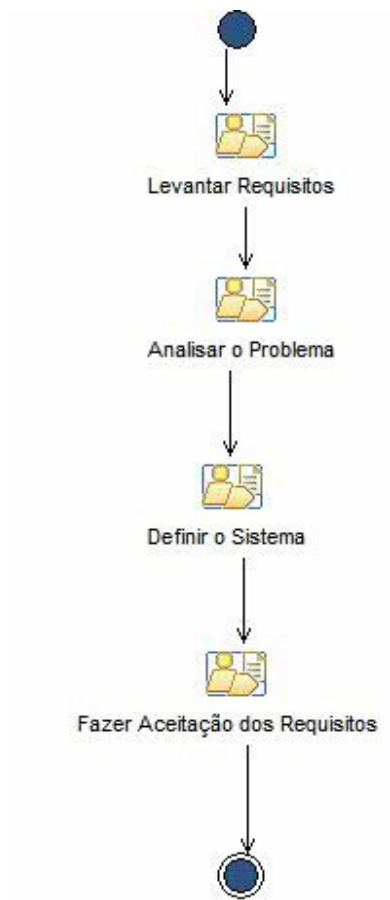 Levantar Requisitos
Analisar o Problema
Definir o Sistema
Fazer Aceitação dos Requisitos